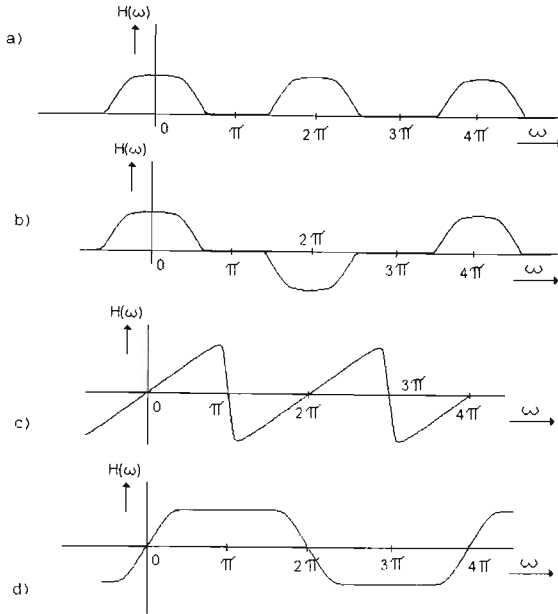 H(ω)
a)
0 π 2π 3π 4π ω
H(ω)
b)
2π
0 π 3π 4π ω
H(ω)
3π
0 π 2π 4π ω
c)
H(ω)
0 π 2π 3π 4π ω
d)